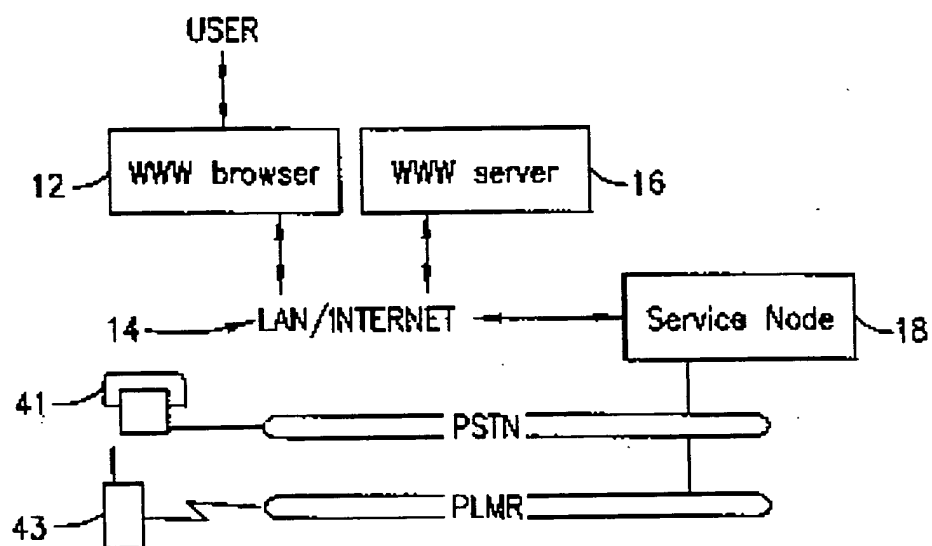 USER
12 WWW browser WWW server 16
14 LAN/INTERNET Service Node 18
41 PSTN
43 PLMR